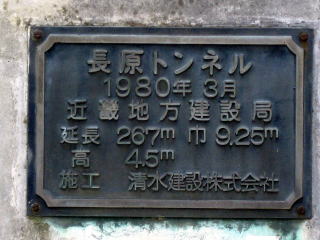 長原トンネル
1980年 3月
近畿地方建設局
延長 267m 巾 9.25m
高 4.5m
施工 清水建設株式会社